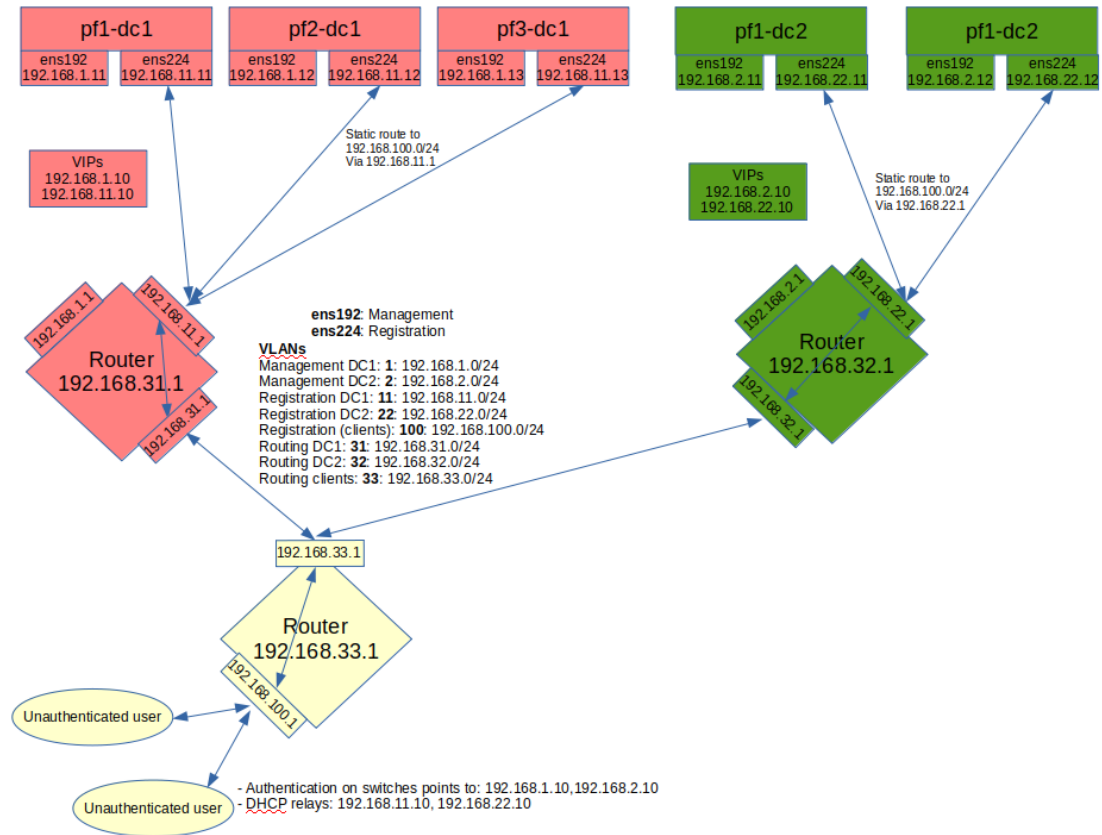 pf1-dc1
ens192
192.168.1.11
ens224
192.168.11.11
pf2-dc1
ens192
192.168.1.12
ens224
192.168.11.12
pf3-dc1
ens192
192.168.1.13
ens224
192.168.11.13
pf1-dc2
ens192
192.168.2.11
ens224
192.168.22.11
pf1-dc2
ens192
192.168.2.12
ens224
192.168.22.12
Static route to
192.168.100.0/24
Via 192.168.11.1
VIPs
192.168.1.10
192.168.11.10
VIPs
192.168.2.10
192.168.22.10
Static route to
192.168.100.0/24
Via 192.168.22.1
192.168.1.1
192.168.11.1
Router
192.168.31.1
192.168.31.1
ens192: Management
ens224: Registration
VLANs
Management DC1: 1: 192.168.1.0/24
Management DC2: 2: 192.168.2.0/24
Registration DC1: 11: 192.168.11.0/24
Registration DC2: 22: 192.168.22.0/24
Registration (clients): 100: 192.168.100.0/24
Routing DC1: 31: 192.168.31.0/24
Routing DC2: 32: 192.168.32.0/24
Routing clients: 33: 192.168.33.0/24
192.168.2.1
192.168.22.1
Router
192.168.32.1
192.168.32.1
192.168.33.1
Router
192.168.33.1
192.168.100.1
Unauthenticated user
Unauthenticated user
- Authentication on switches points to: 192.168.1.10,192.168.2.10
- DHCP relays: 192.168.11.10, 192.168.22.10